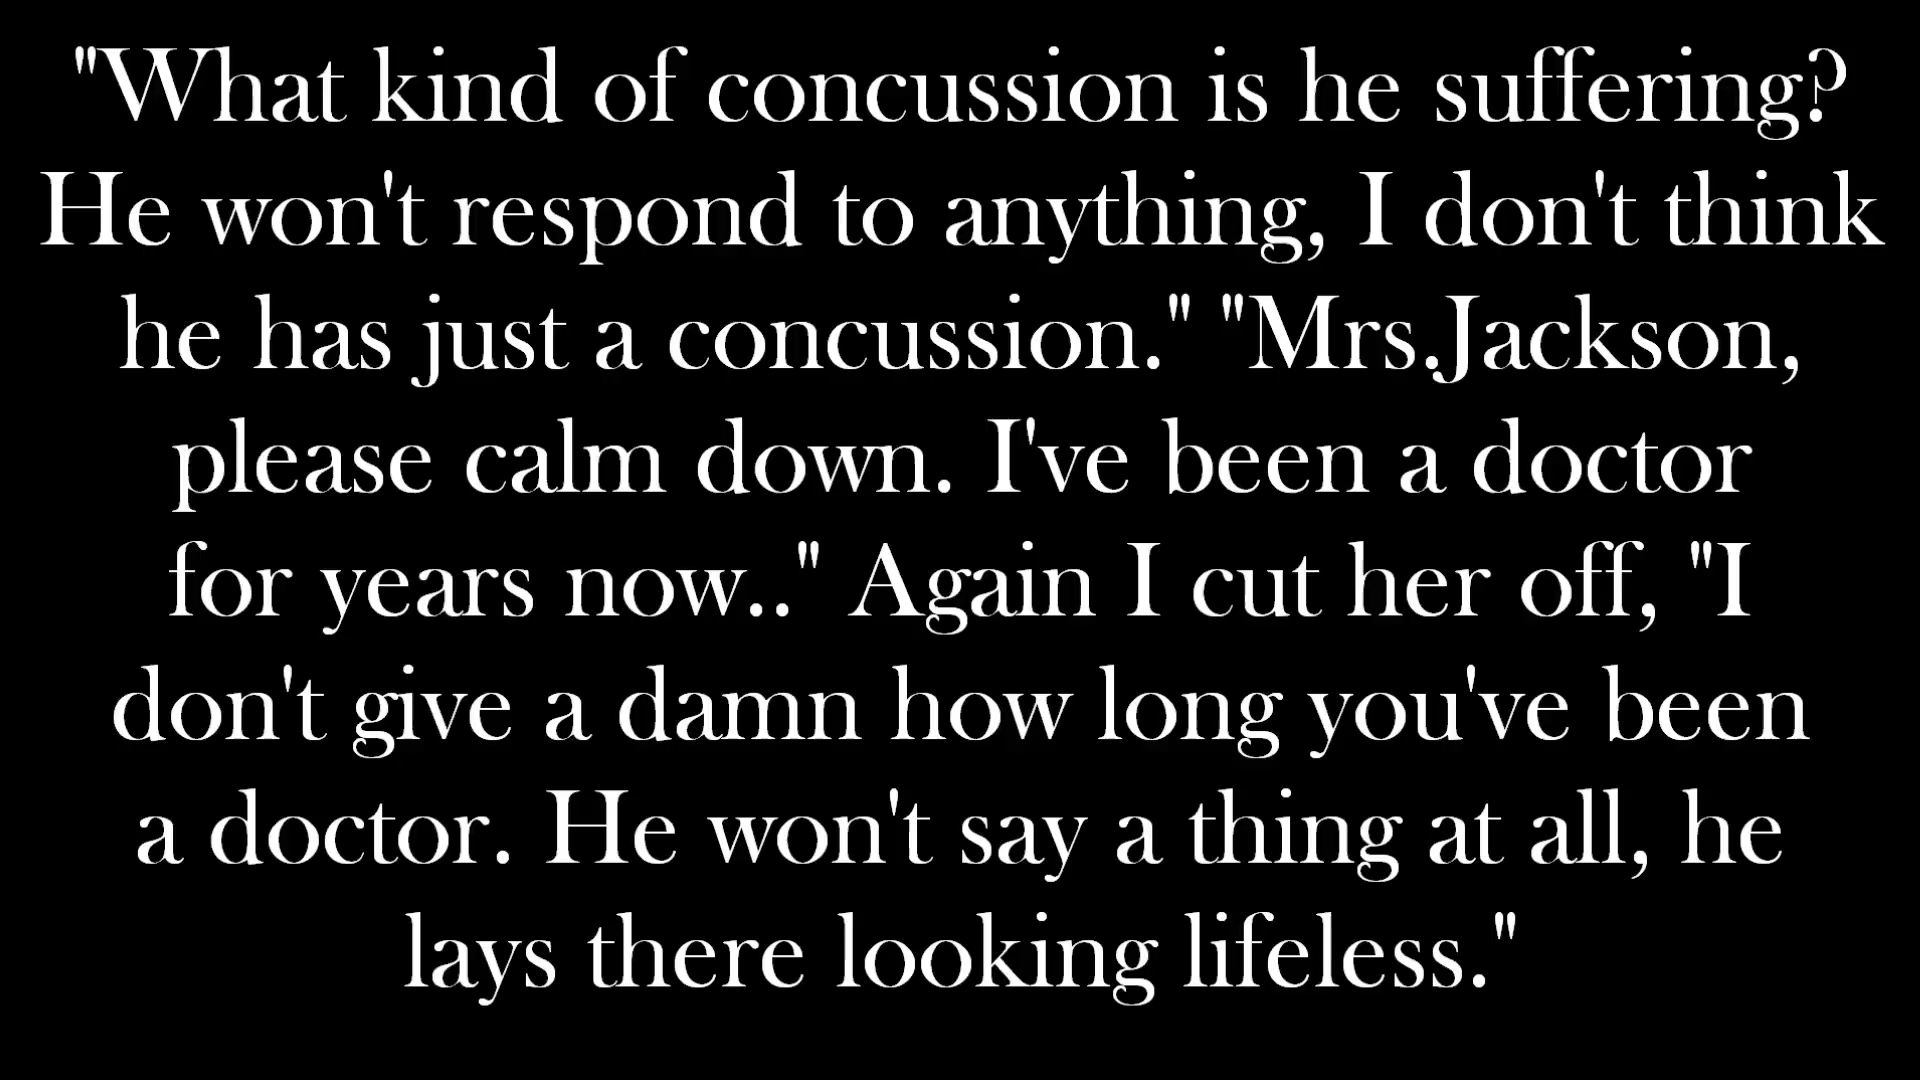 "What kind of concussion is he suffering?
He won't respond to anything, I don't think
he has just a concussion." "Mrs.Jackson,
please calm down. I've been a doctor
for years now.." Again I cut her off, "I
don't give a damn how long you've been
a doctor. He won't say a thing at all, he
lays there looking lifeless."